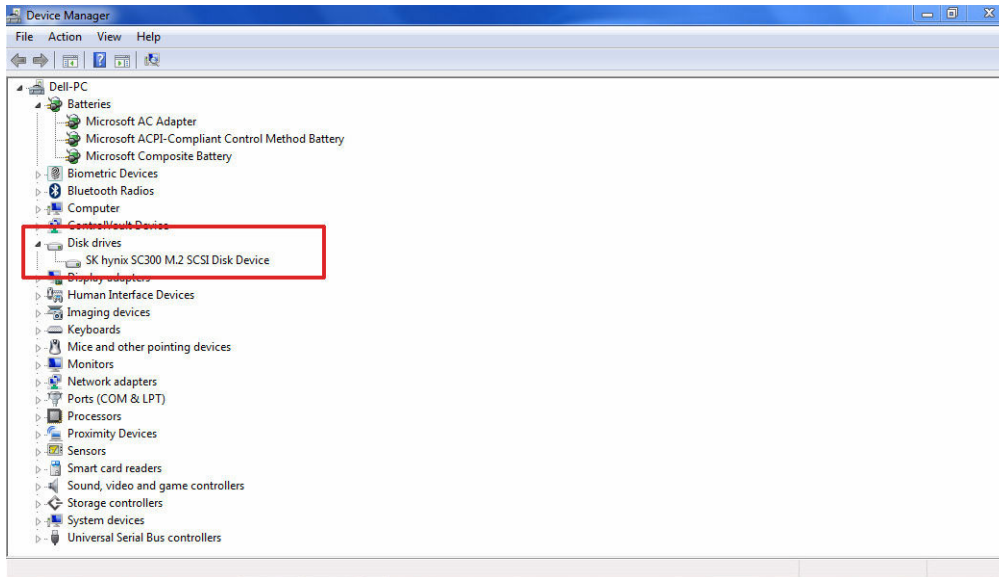 Device Manager
File Action View Help
Dell-PC
Batteries
Microsoft AC Adapter
Microsoft ACPI-Compliant Control Method Battery
Microsoft Composite Battery
Biometric Devices
Bluetooth Radios
Computer
ControlVault Device
Disk drives
SK hynix SC300 M.2 SCSI Disk Device
Display adapters
Human Interface Devices
Imaging devices
Keyboards
Mice and other pointing devices
Monitors
Network adapters
Ports (COM & LPT)
Processors
Proximity Devices
Sensors
Smart card readers
Sound, video and game controllers
Storage controllers
System devices
Universal Serial Bus controllers